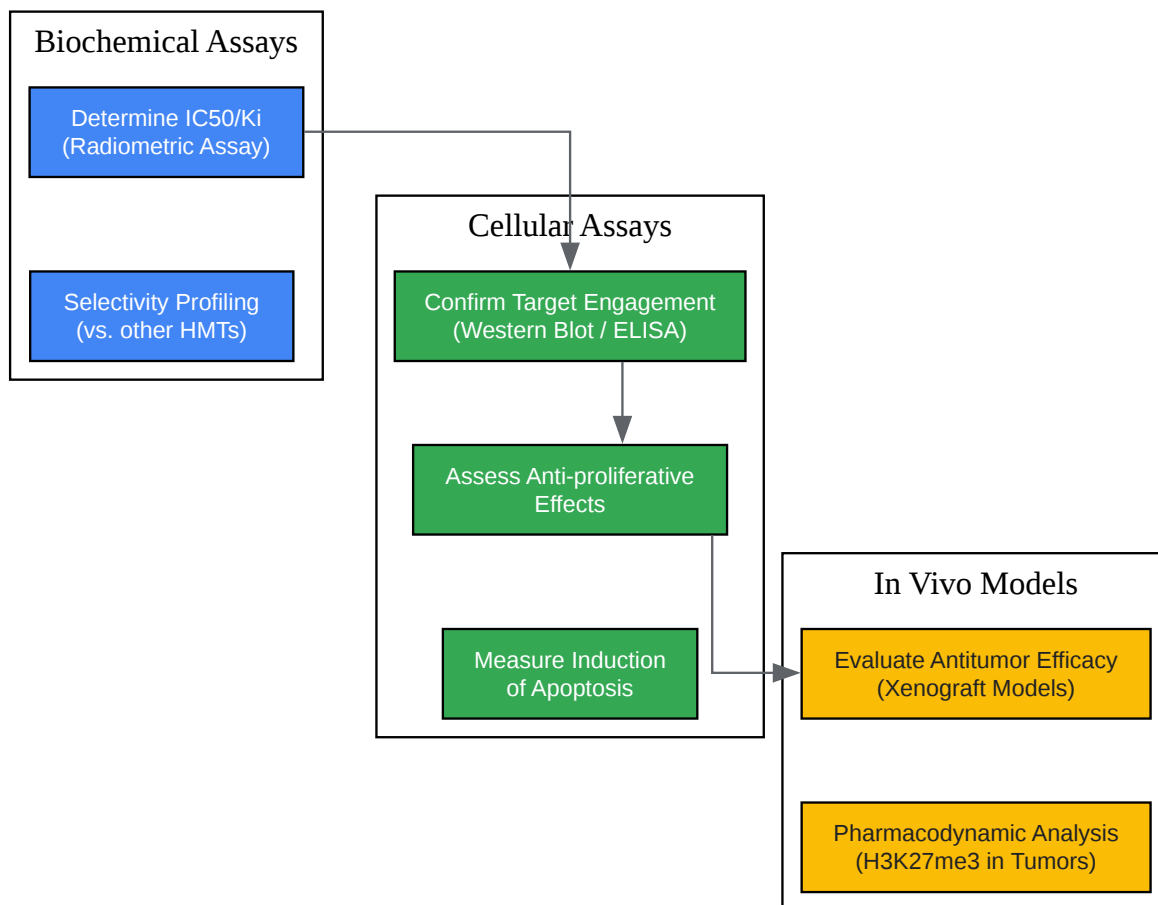 Biochemical Assays
Determine IC50/Ki
(Radiometric Assay)
Selectivity Profiling
(vs. other HMTs)
Cellular Assays
Confirm Target Engagement
(Western Blot / ELISA)
Assess Anti-proliferative
Effects
Measure Induction
of Apoptosis
In Vivo Models
Evaluate Antitumor Efficacy
(Xenograft Models)
Pharmacodynamic Analysis
(H3K27me3 in Tumors)